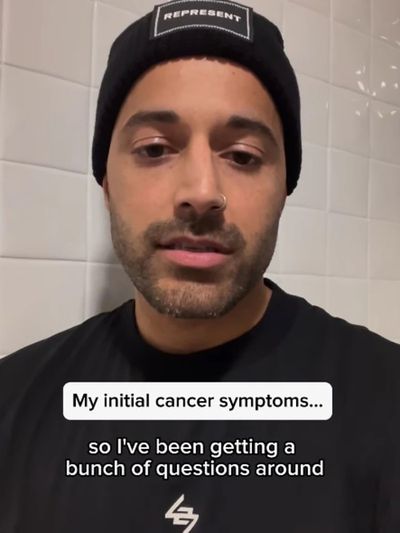 REPRESENT
My initial cancer symptoms...
so I've been getting a
bunch of questions around